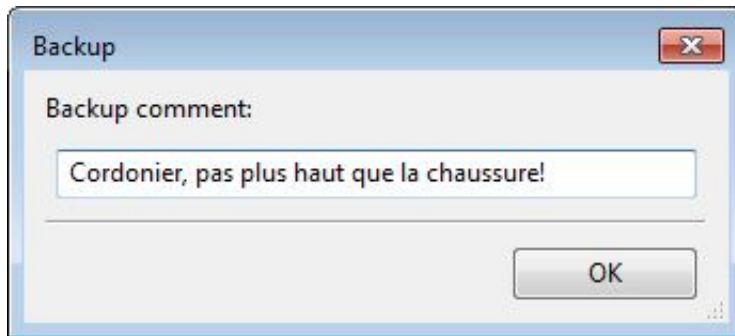 Backup
Backup comment:
Cordonier, pas plus haut que la chaussure!
OK